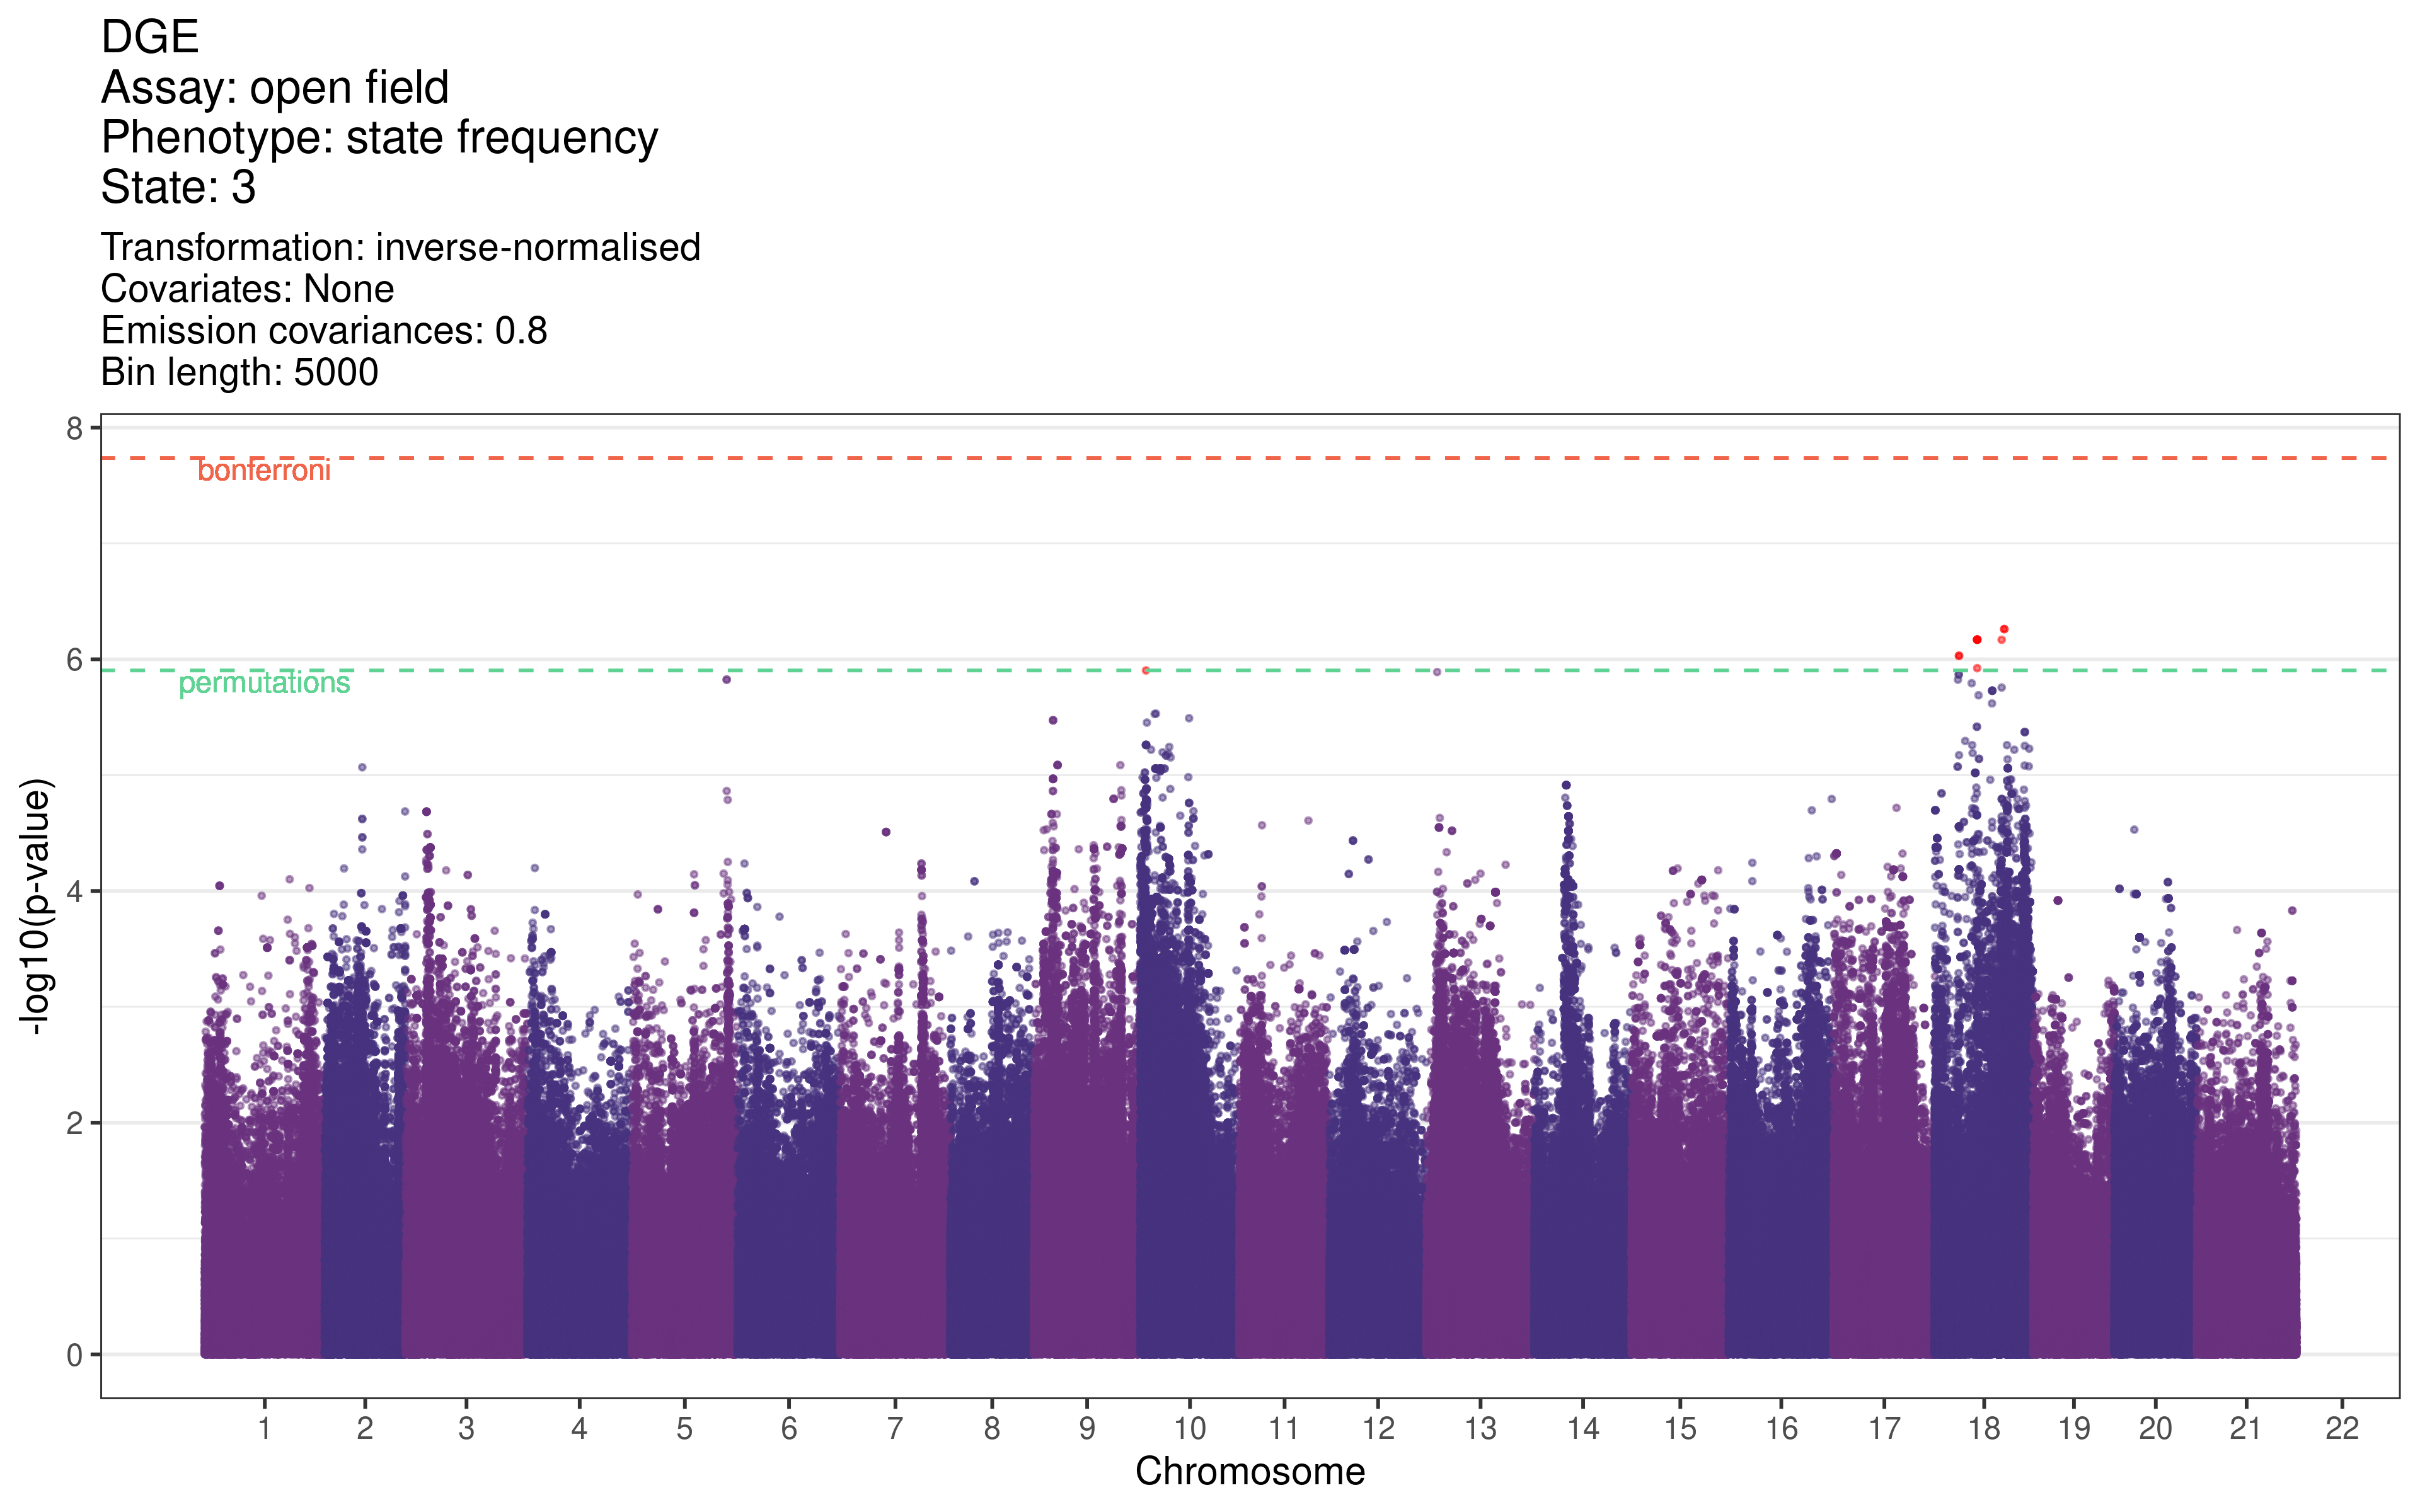 DGE
Assay: open field
Phenotype: state frequency
State: 3
Transformation: inverse-normalised
Covariates: None
Emission covariances: 0.8
Bin length: 5000
8
bonferroni
6
permutations
4
2
0
-log10(p-value)
1 2 3 4 5 6 7 8 9 10 11 12 13 14 15 16 17 18 19 20 21 22
Chromosome